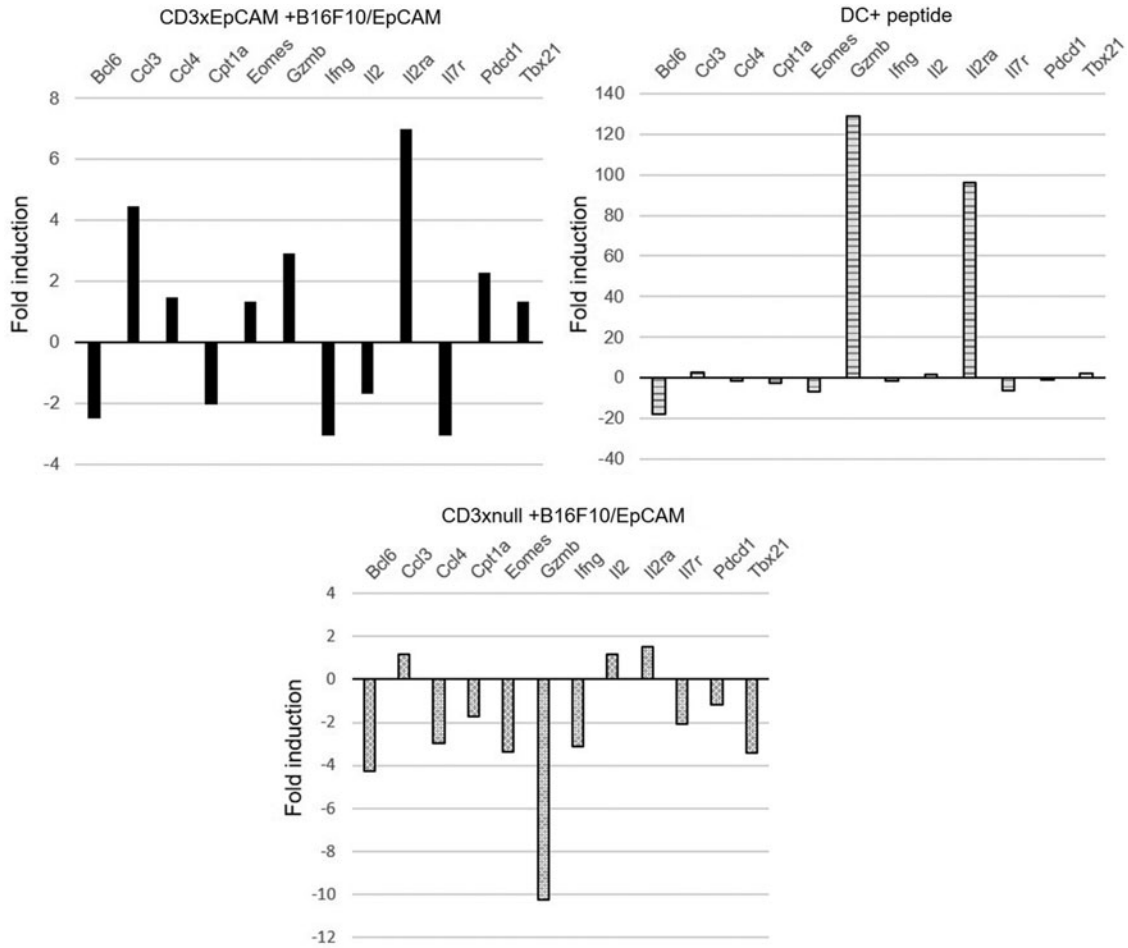 CD3xEpCAM +B16F10/EpCAM
Bcl6 Ccl3 Ccl4 Cpt1a Eomes Gzmb Ifng Il2 Il2ra Il7r Pdcd1 Tbx21
8
6
4
2
0
-2
-4
Fold induction
DC+ peptide
Bcl6 Ccl3 Ccl4 Cpt1a Eomes Gzmb Ifng Il2 Il2ra Il7r Pdcd1 Tbx21
140
120
100
80
60
40
20
0
-20
-40
Fold induction
CD3xnull +B16F10/EpCAM
Bcl6 Ccl3 Ccl4 Cpt1a Eomes Gzmb Ifng Il2 Il2ra Il7r Pdcd1 Tbx21
4
2
0
-2
-4
-6
-8
-10
-12
Fold induction